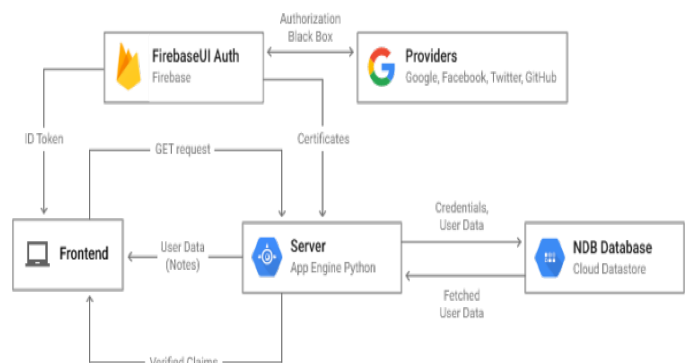 Authorization
Black Box
FirebaseUI Auth
Firebase
Providers
Google, Facebook, Twitter, GitHub
ID Token
GET request
Certificates
Frontend
User Data
(Notes)
Server
App Engine Python
Credentials,
User Data
NDB Database
Cloud Datastore
Fetched
User Data
Verified Claims